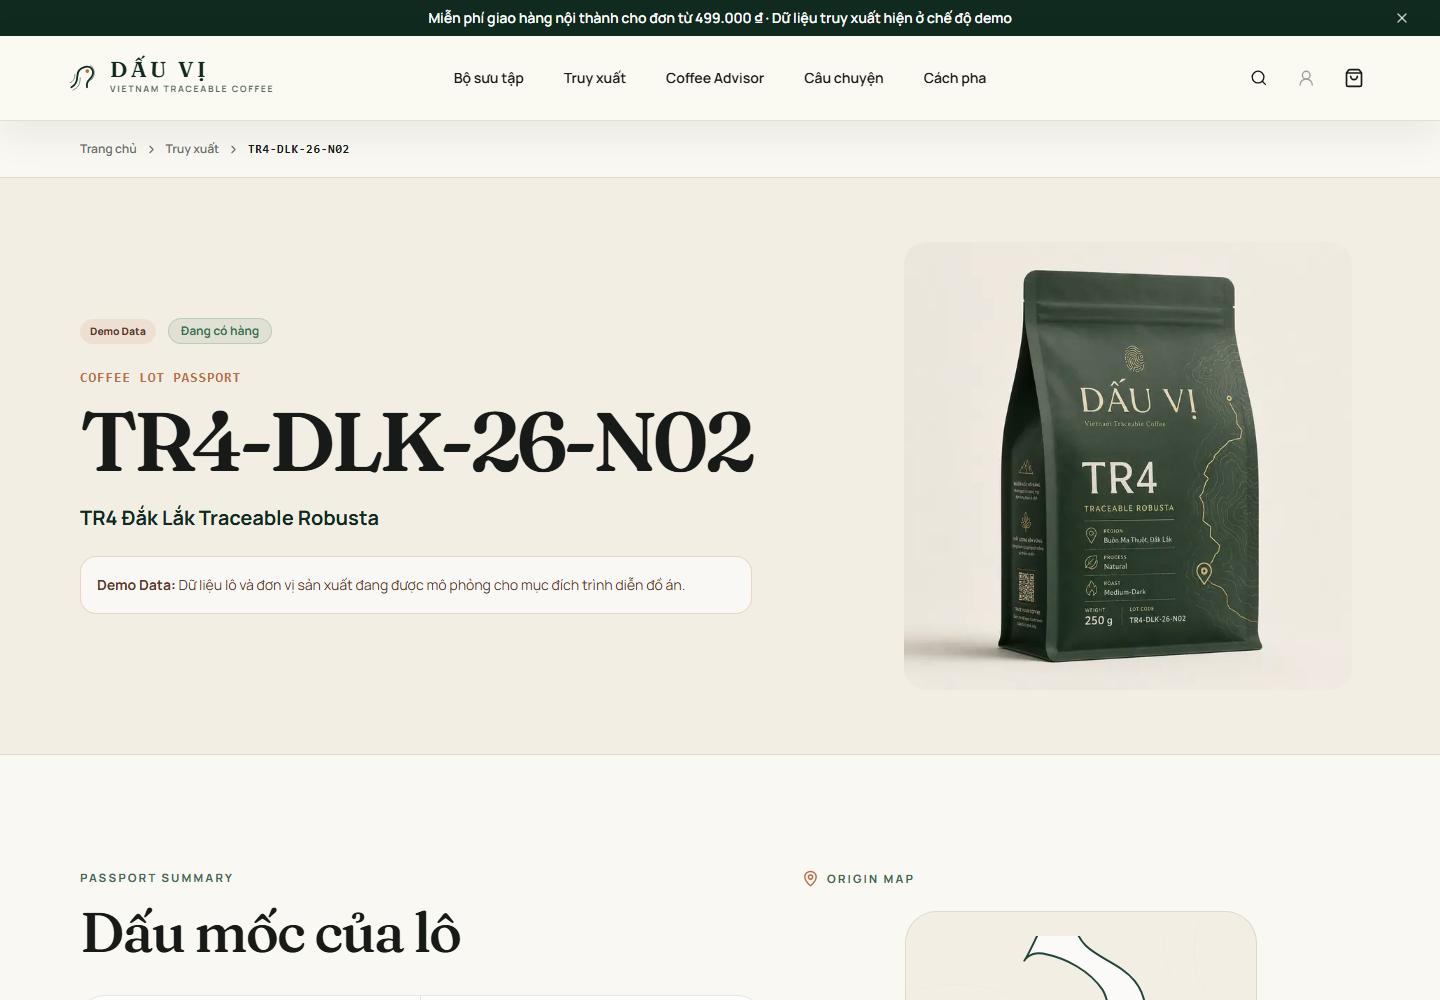 Miễn phí giao hàng nội thành cho đơn từ 499.000 ₫ · Dữ liệu truy xuất hiện ở chế độ demo
DẤU VỊ
VIETNAM TRACEABLE COFFEE
Bộ sưu tập
Truy xuất
Coffee Advisor
Câu chuyện
Cách pha
Trang chủ
Truy xuất
TR4-DLK-26-N02
Demo Data
Đang có hàng
COFFEE LOT PASSPORT
TR4-DLK-26-N02
TR4 Đắk Lắk Traceable Robusta
Demo Data: Dữ liệu lô và đơn vị sản xuất đang được mô phỏng cho mục đích trình diễn đồ án.
DẤU VỊ
Vietnam Traceable Coffee
TR4
TRACEABLE ROBUSTA
REGION
Buôn Ma Thuột, Đắk Lắk
PROCESS
Natural
ROAST
Medium-Dark
WEIGHT
250 g
LOT CODE
TR4-DLK-26-N02
PASSPORT SUMMARY
Dấu mốc của lô
ORIGIN MAP